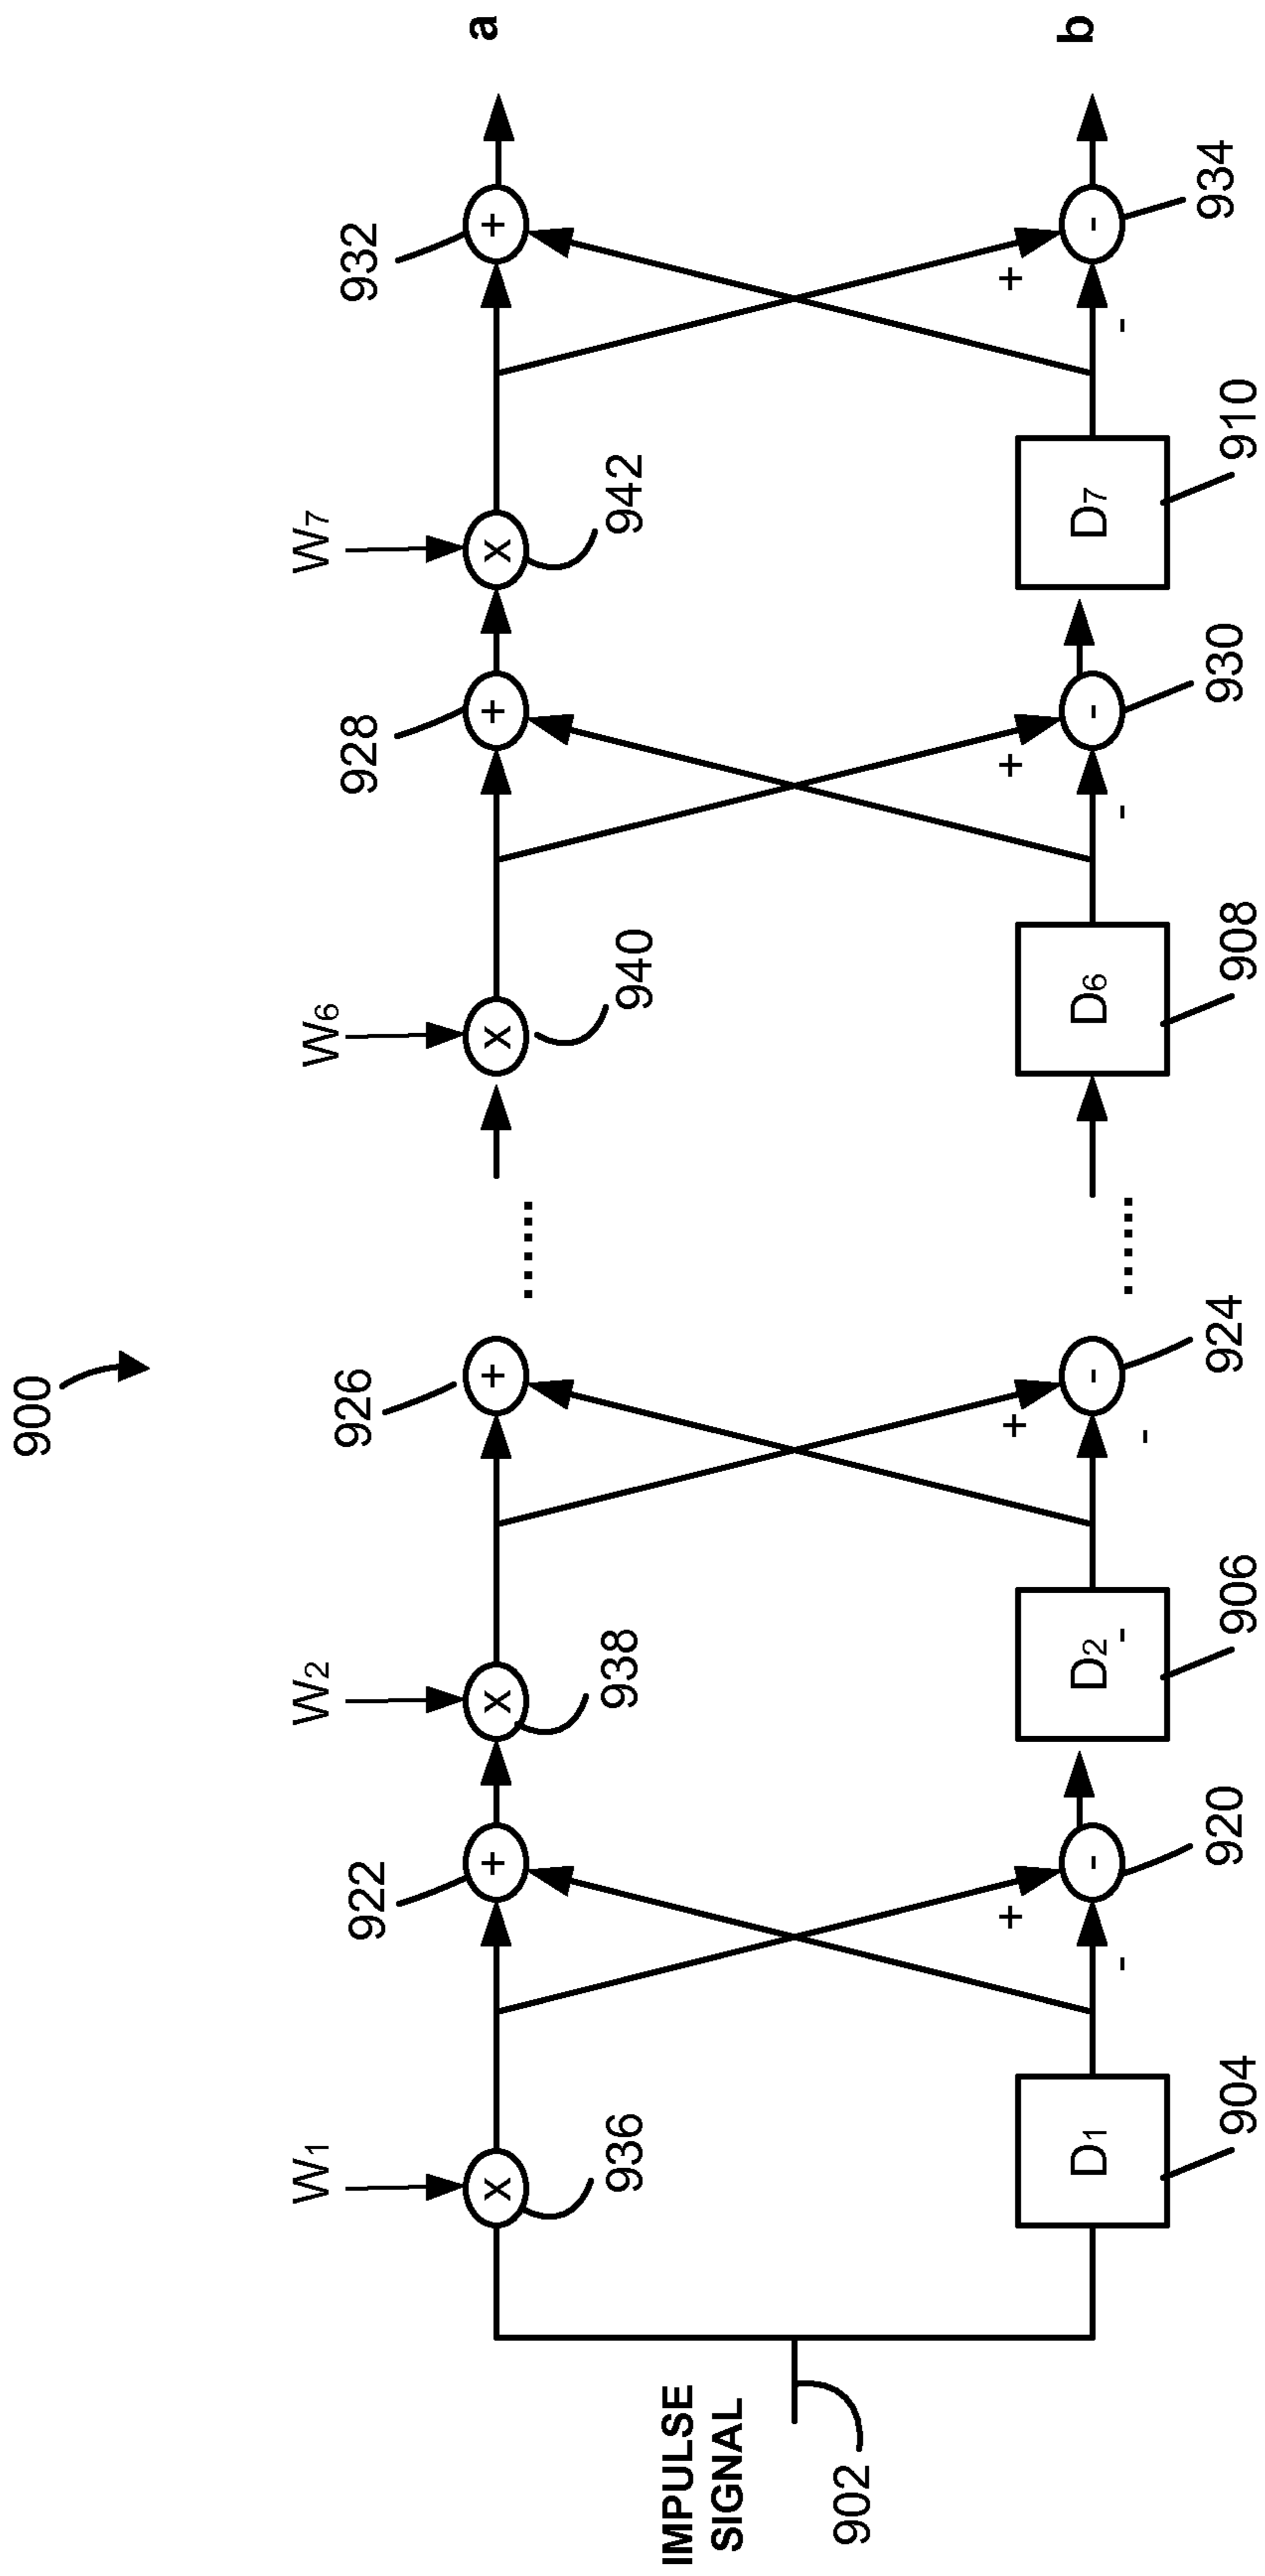 900
W1
W2
W6
W7
936
922
938
926
940
928
942
932
a
X
+
X
+
.......
X
+
X
+
IMPULSE
SIGNAL
902
+
-
+
-
+
-
+
-
D1
-
D2
-
-
.......
D6
-
D7
-
b
904
920
906
924
908
930
910
934